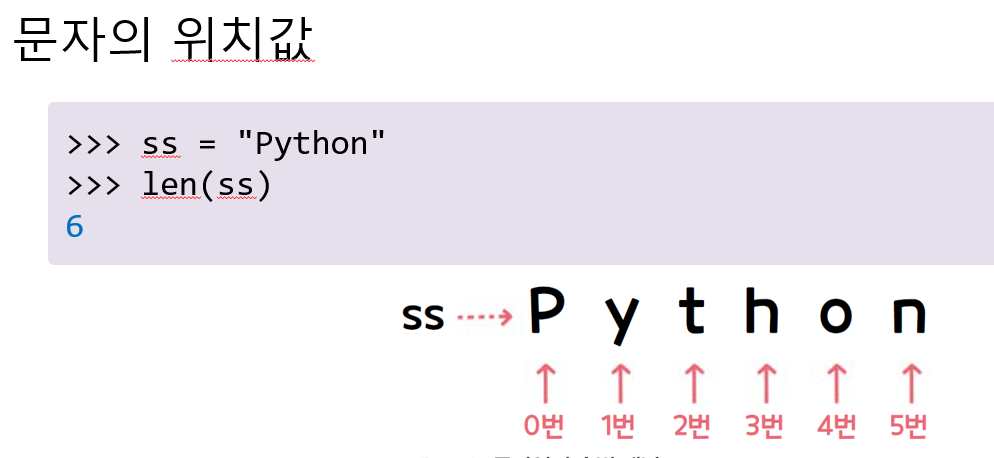 문자의 위치값
>>> ss = "Python"
>>> len(ss)
6
ss P y t h o n
0번 1번 2번 3번 4번 5번